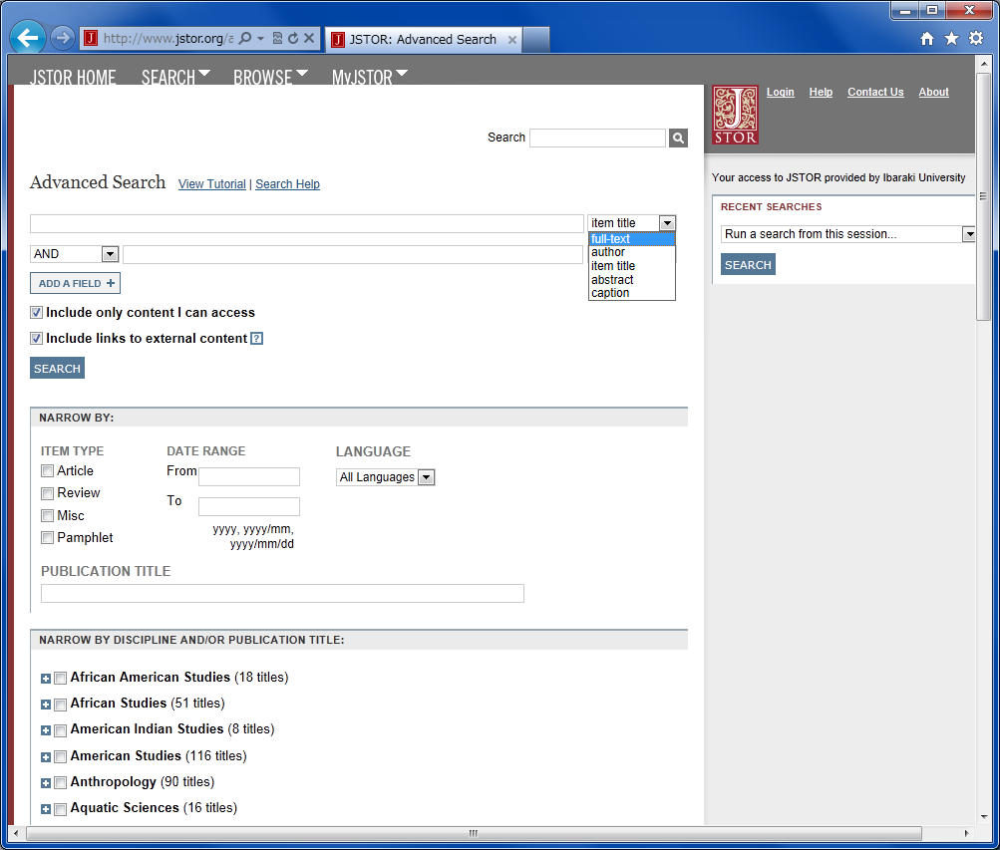 http://www.jstor.org/a
JSTOR: Advanced Search
JSTOR HOME SEARCH BROWSE MyJSTOR
J
STOR
Login Help Contact Us About
Search
Your access to JSTOR provided by Ibaraki University
Advanced Search View Tutorial | Search Help
RECENT SEARCHES
item title
Run a search from this session...
full-text
author
item title
abstract
caption
AND
SEARCH
ADD A FIELD +
Include only content I can access
Include links to external content ?
SEARCH
NARROW BY:
ITEM TYPE DATE RANGE LANGUAGE
Article From All Languages
Review
To
Misc
yyyy, yyyy/mm,
yyyy/mm/dd
Pamphlet
PUBLICATION TITLE
NARROW BY DISCIPLINE AND/OR PUBLICATION TITLE:
African American Studies (18 titles)
African Studies (51 titles)
American Indian Studies (8 titles)
American Studies (116 titles)
Anthropology (90 titles)
Aquatic Sciences (16 titles)